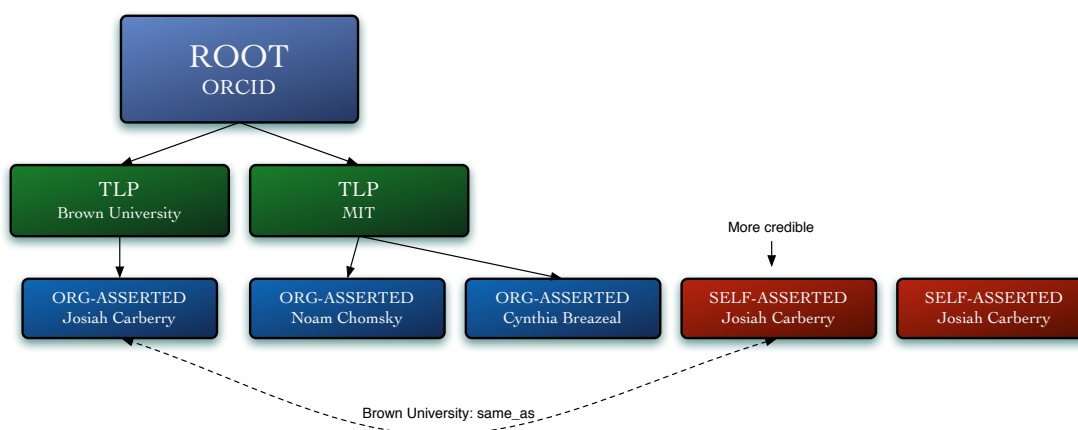 ROOT
ORCID
TLP
Brown University
TLP
MIT
More credible
ORG-ASSERTED
Josiah Carberry
ORG-ASSERTED
Noam Chomsky
ORG-ASSERTED
Cynthia Breazeal
SELF-ASSERTED
Josiah Carberry
SELF-ASSERTED
Josiah Carberry
Brown University: same_as